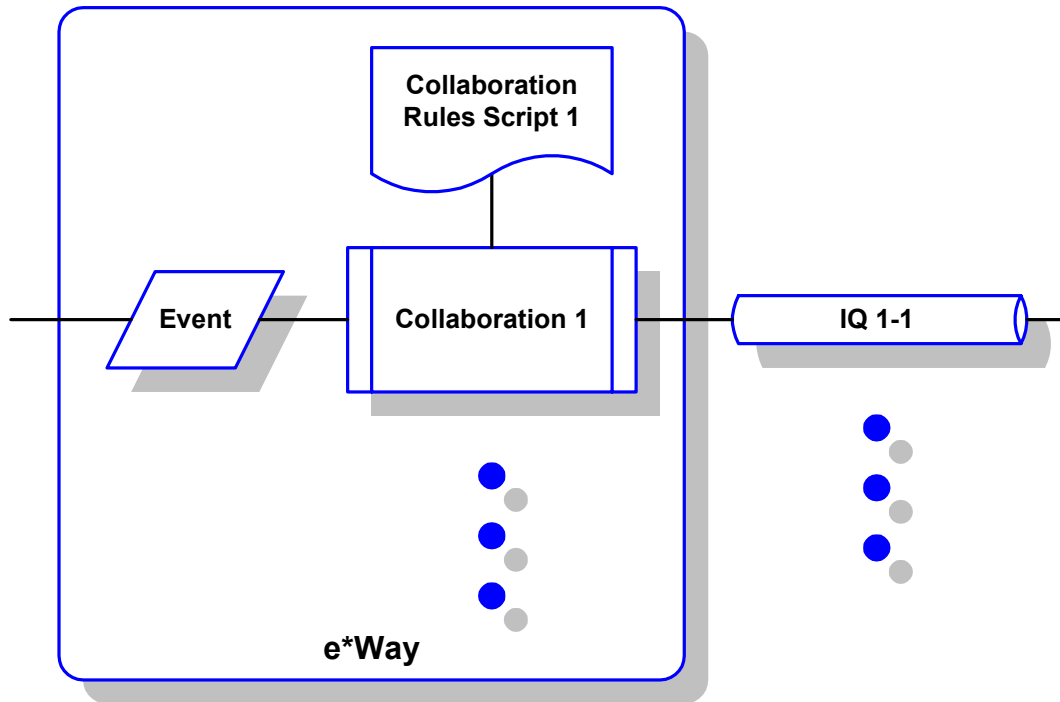 Collaboration
Rules Script 1
Event
Collaboration 1
IQ 1-1
e*Way